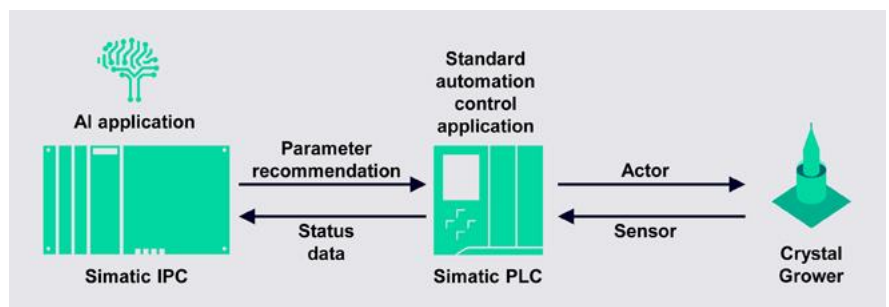 AI application
Simatic IPC
Parameter
recommendation
Status
data
Standard
automation
control
application
Simatic PLC
Actor
Sensor
Crystal
Grower